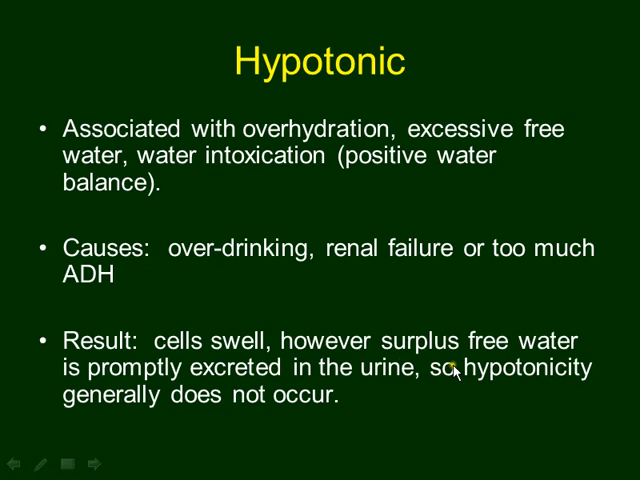 Hypotonic
• Associated with overhydration, excessive free
water, water intoxication (positive water
balance).
• Causes: over-drinking, renal failure or too much
ADH
• Result: cells swell, however surplus free water
is promptly excreted in the urine, so hypotonicity
generally does not occur.